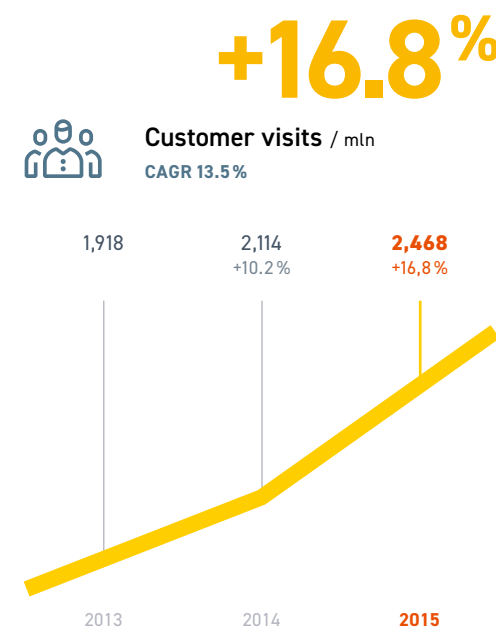 +16.8%
Customer visits / mln
CAGR 13.5%
1,918 2,114 2,468
+10.2% +16,8%
2013 2014 2015